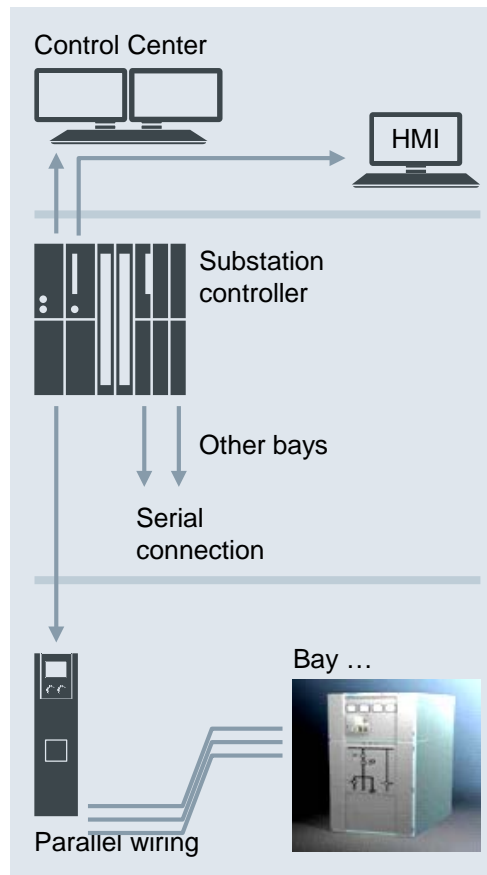 Control Center
HMI
Substation
controller
Other bays
Serial
connection
Bay …
Parallel wiring